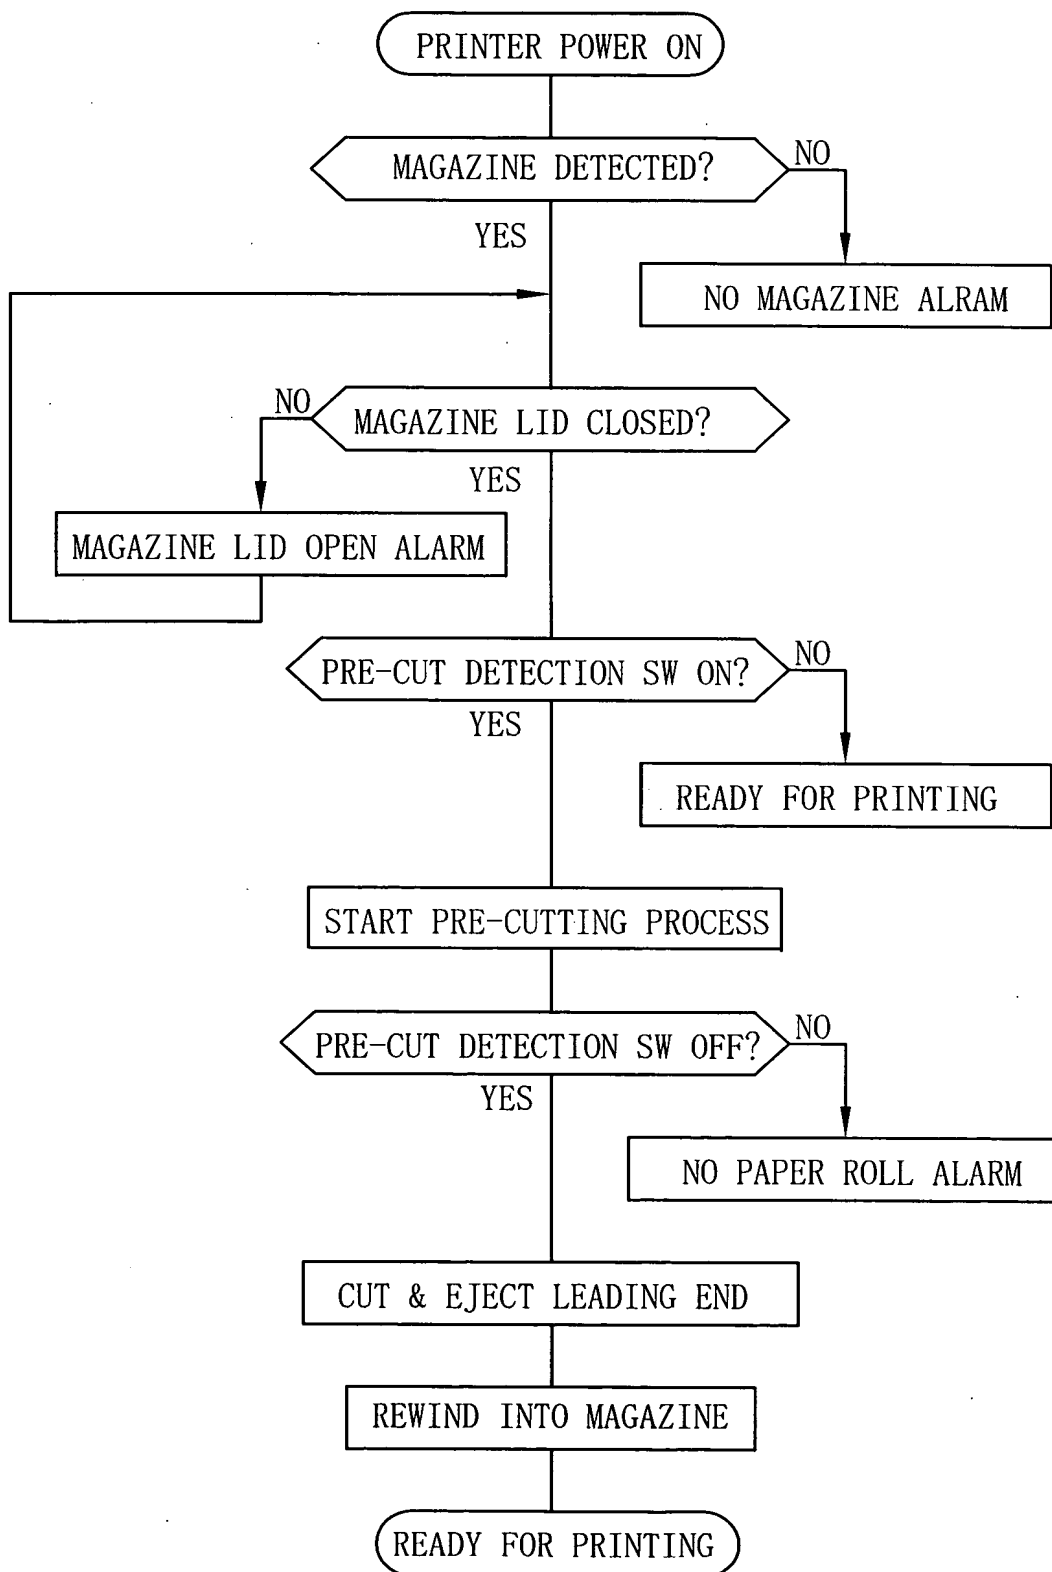 PRINTER POWER ON
MAGAZINE DETECTED?
NO
YES
NO MAGAZINE ALRAM
NO
MAGAZINE LID CLOSED?
YES
MAGAZINE LID OPEN ALARM
PRE-CUT DETECTION SW ON?
NO
YES
READY FOR PRINTING
START PRE-CUTTING PROCESS
PRE-CUT DETECTION SW OFF?
NO
YES
NO PAPER ROLL ALARM
CUT & EJECT LEADING END
REWIND INTO MAGAZINE
READY FOR PRINTING